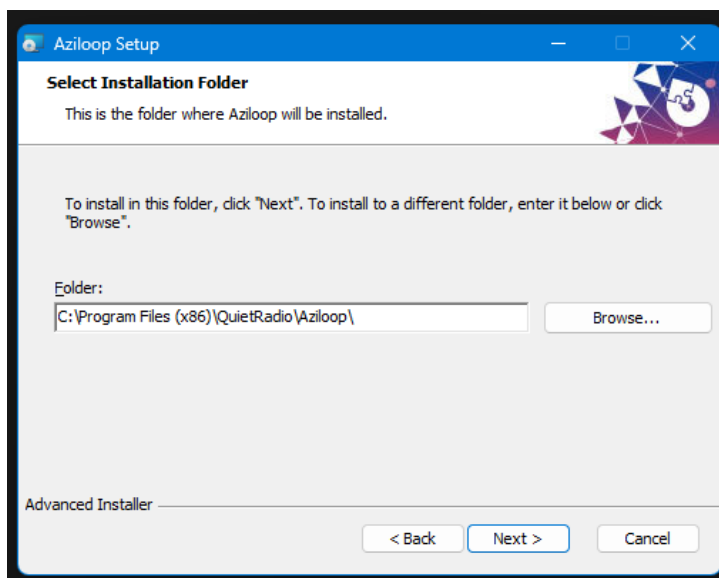 Aziloop Setup
Select Installation Folder
This is the folder where Aziloop will be installed.
To install in this folder, click "Next". To install to a different folder, enter it below or click
"Browse".
Folder:
C:\Program Files (x86)\QuietRadio\Aziloop\
Browse...
Advanced Installer
< Back
Next >
Cancel